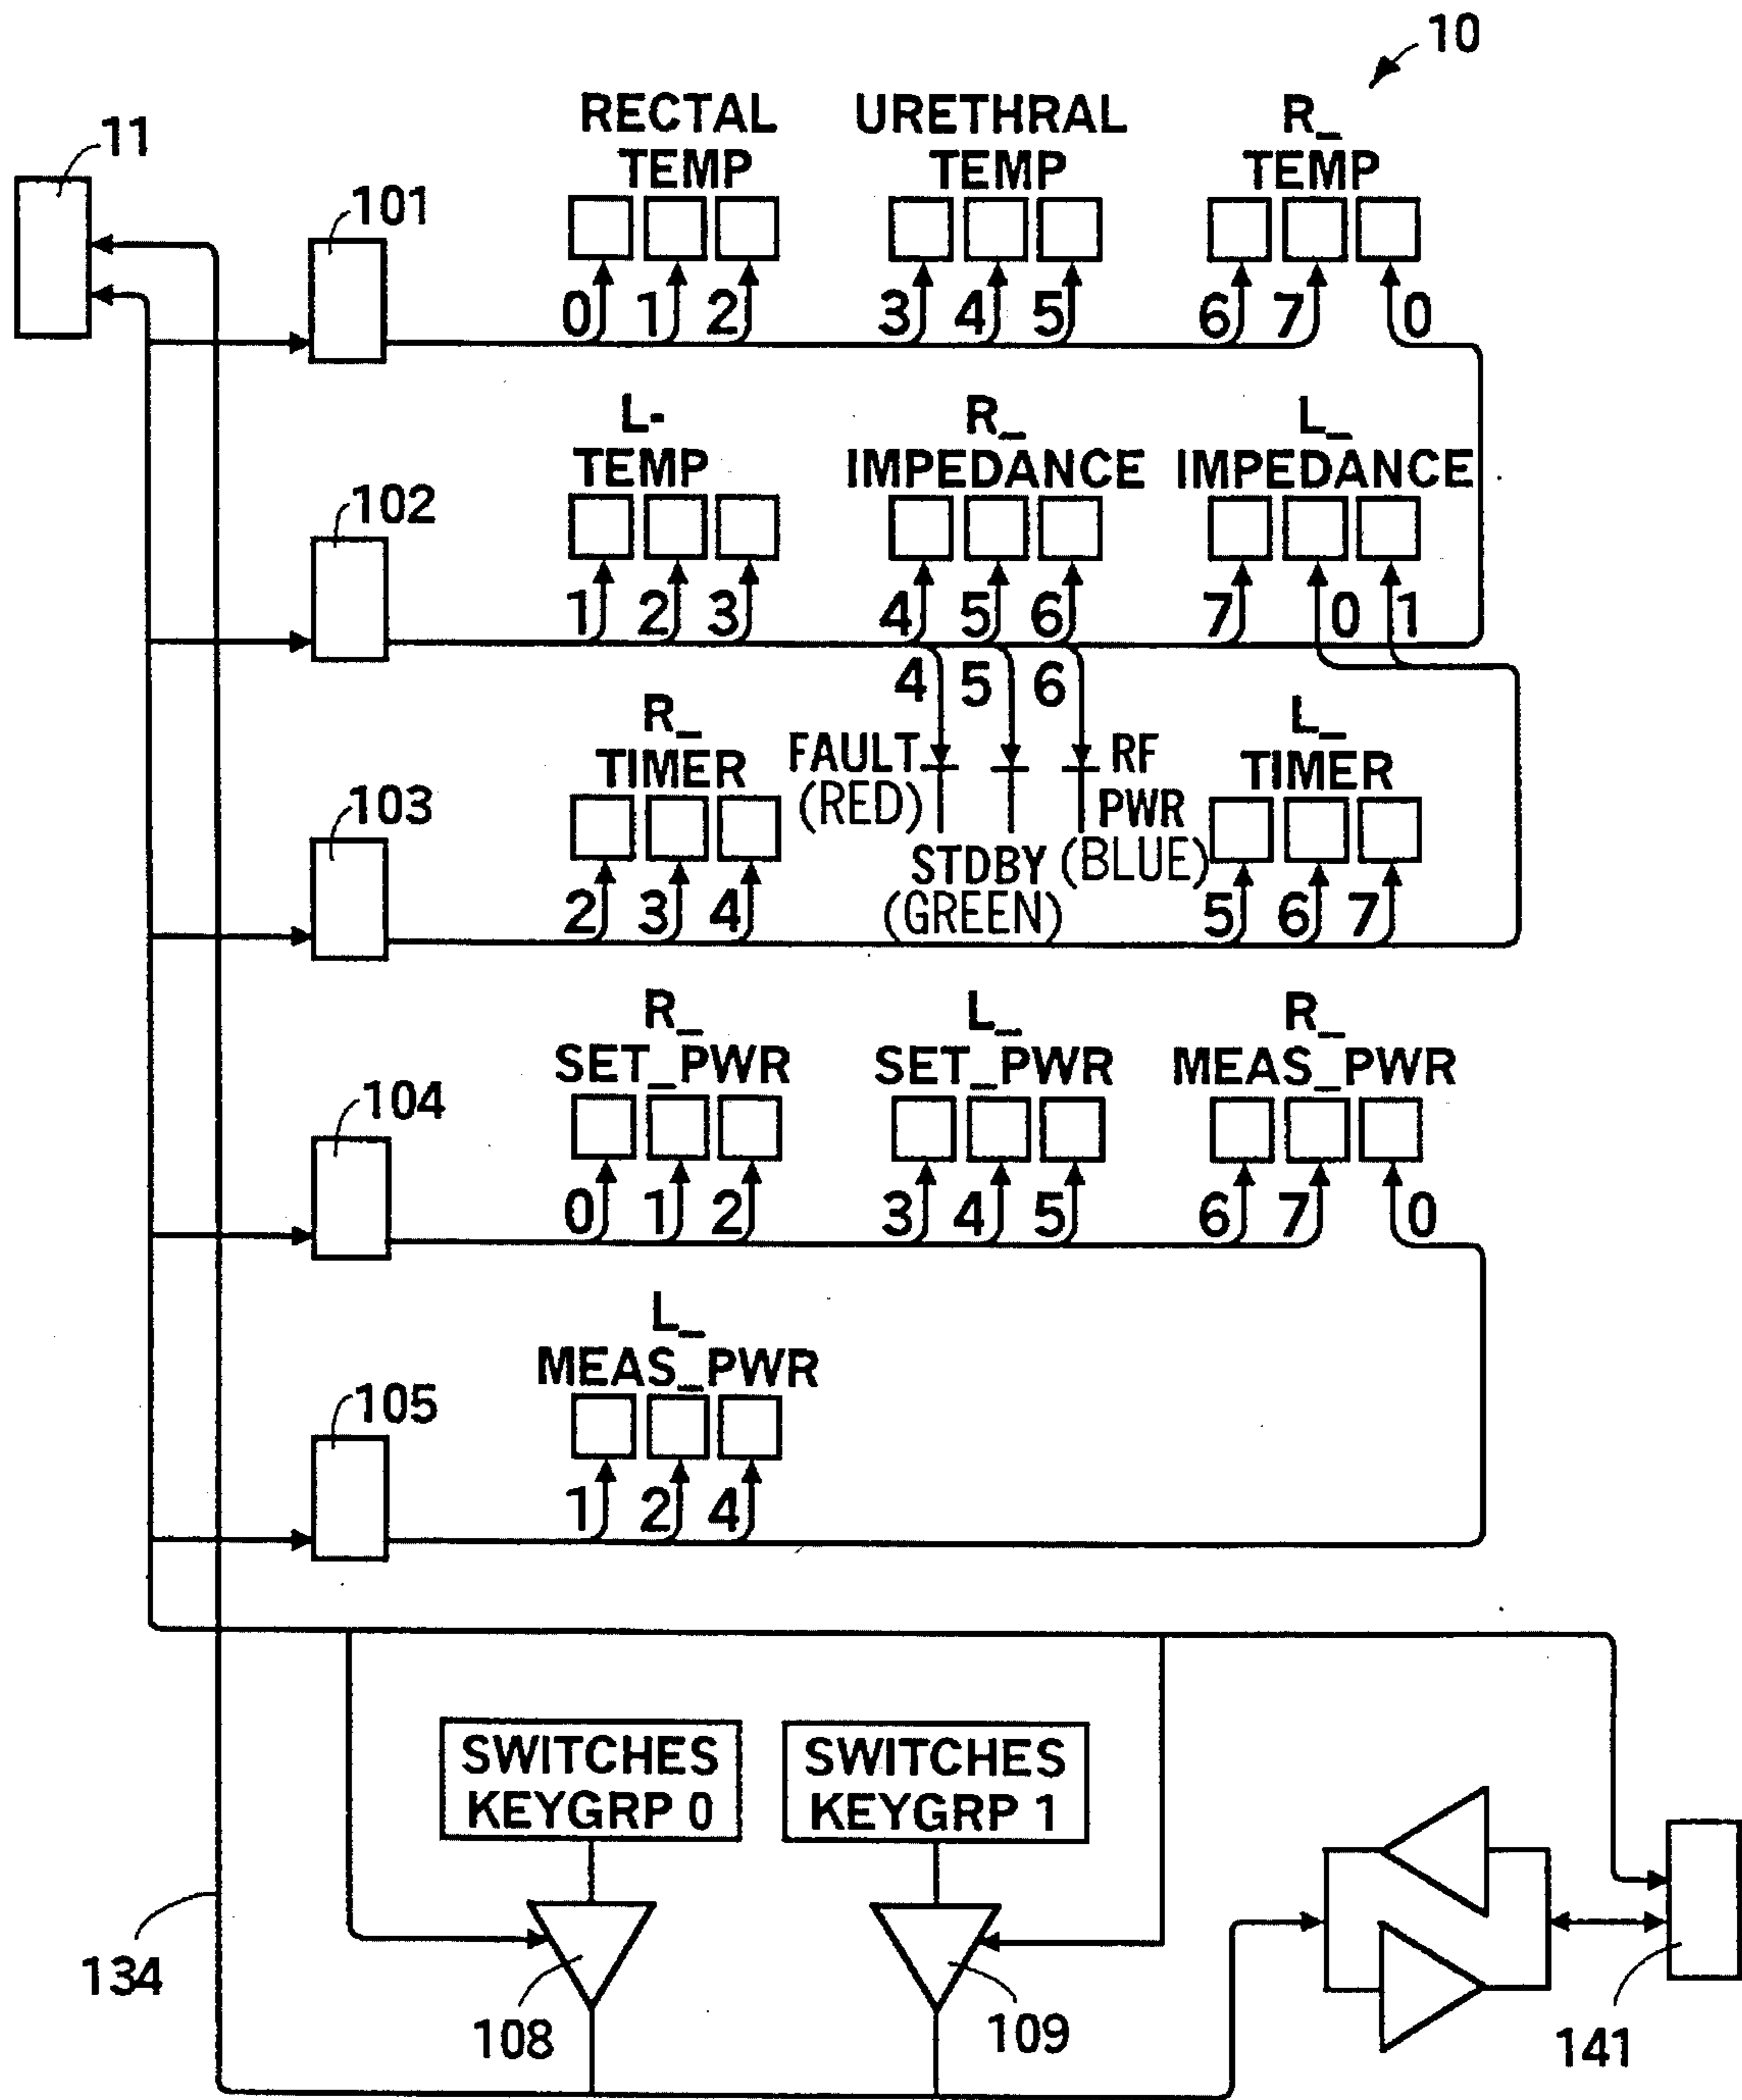 10
11
RECTAL TEMP
URETHRAL TEMP
R_ TEMP
101
0 1 2
3 4 5
6 7 0
L- TEMP
R_ IMPEDANCE
L_ IMPEDANCE
102
1 2 3
4 5 6
7 0 1
4 5 6
R_ TIMER
FAULT (RED)
STDBY (GREEN)
RF PWR (BLUE)
L_ TIMER
103
2 3 4
5 6 7
R_ SET_PWR
L_ SET_PWR
R_ MEAS_PWR
104
0 1 2
3 4 5
6 7 0
L_ MEAS_PWR
105
1 2 4
SWITCHES KEYGRP 0
SWITCHES KEYGRP 1
134
108
109
141